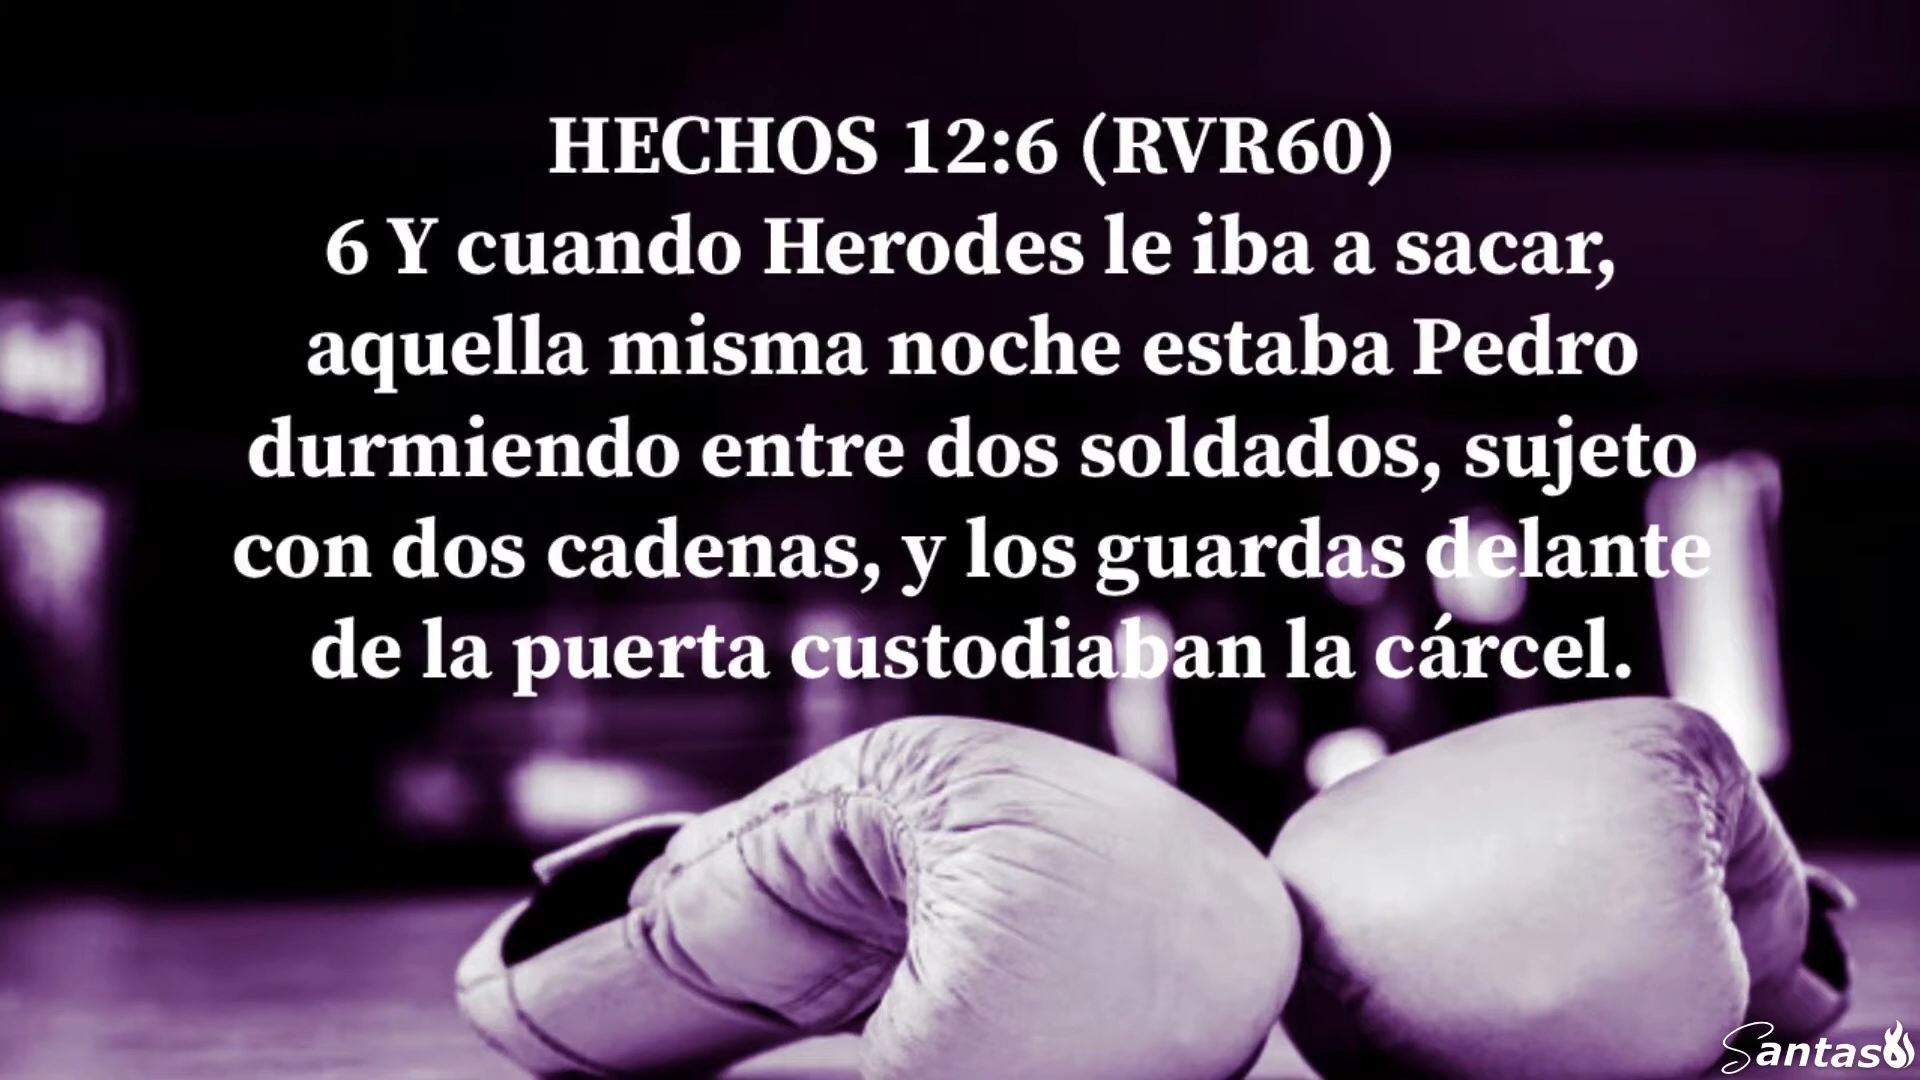 HECHOS 12:6 (RVR60)
6 Y cuando Herodes le iba a sacar,
aquella misma noche estaba Pedro
durmiendo entre dos soldados, sujeto
con dos cadenas, y los guardas delante
de la puerta custodiaban la cárcel.
Santas